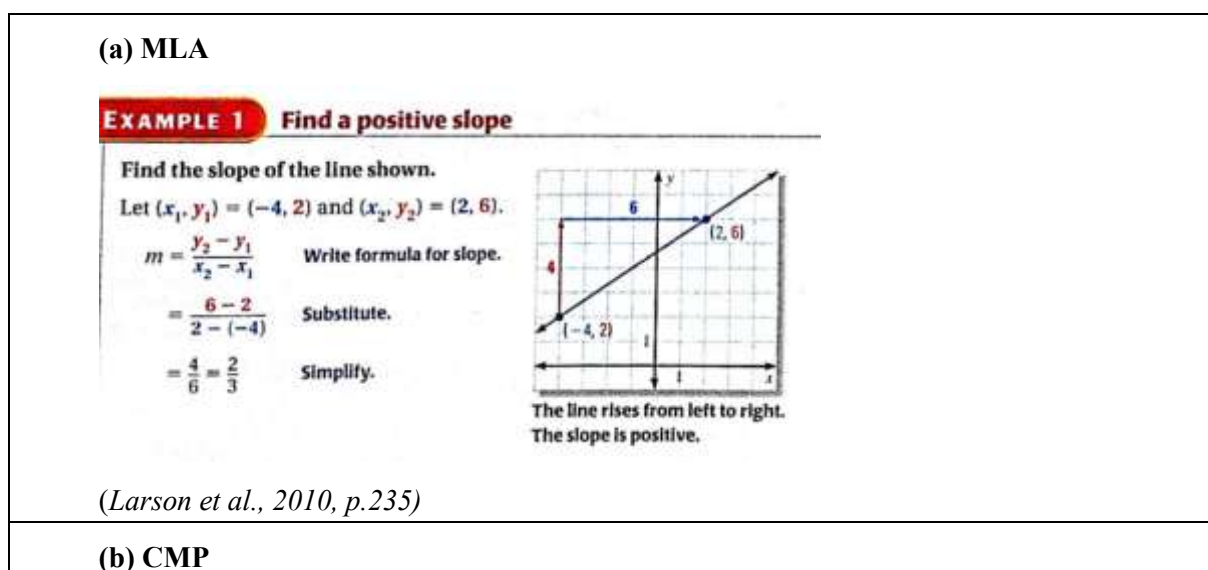 (a) MLA
EXAMPLE 1 Find a positive slope
Find the slope of the line shown.
Let (x₁, y₁) = (−4, 2) and (x₂, y₂) = (2, 6).
m = y₂ − y₁ / x₂ − x₁ Write formula for slope.
= 6 − 2 / 2 − (−4) Substitute.
= 4/6 = 2/3 Simplify.
y
6
(2, 6)
4
(−4, 2)
1
1
x
The line rises from left to right.
The slope is positive.
(Larson et al., 2010, p.235)
(b) CMP